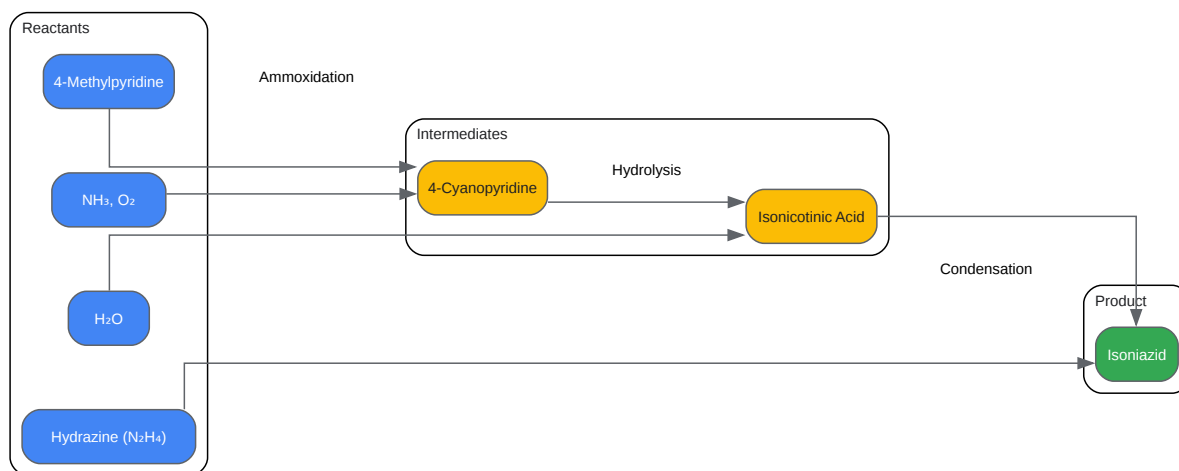 Reactants
4-Methylpyridine
Ammoxidation
Intermediates
4-Cyanopyridine
Hydrolysis
NH₃, O₂
Isonicotinic Acid
Condensation
H₂O
Product
Isoniazid
Hydrazine (N₂H₄)